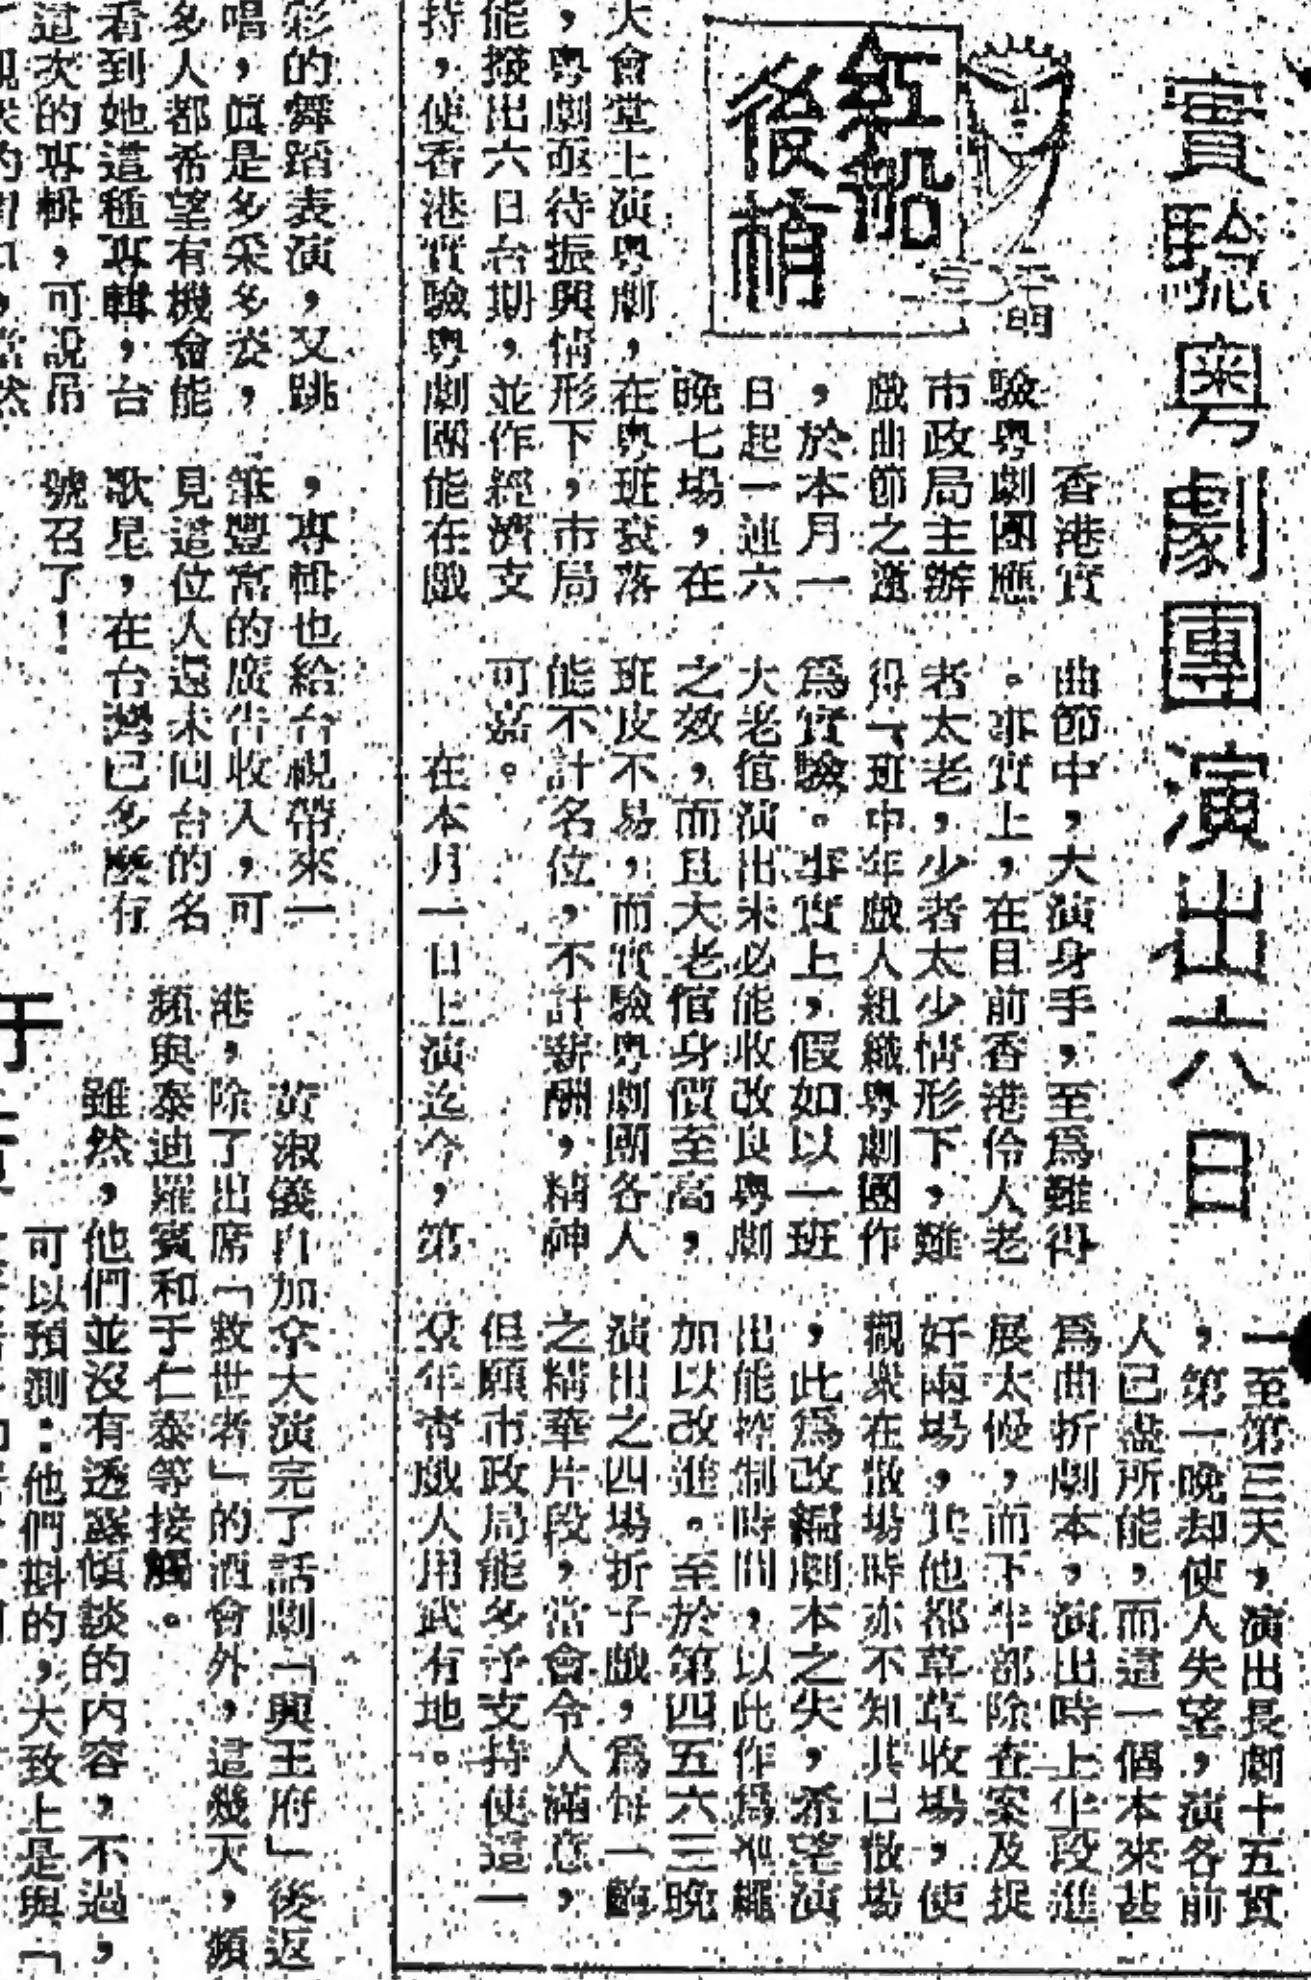 實驗粵劇團演出六日
紅船
後梢
香港實
驗粵劇團應
市政局主辦
戲曲節之邀
，於本月一
日起一連六
晚七場，在
大會堂上演粵劇，在粵班衰落
，粵劇亟待振興情形下，市局
能撥出六日台期，並作經濟支
持，使香港實驗粵劇團能在戲
曲節中，大演身手，至爲難得
。事實上，在目前香港伶人老
者太老，少者太少情形下，難
得一班中年戲人組織粵劇團作
爲實驗。事實上，假如以一班
大老倌演出未必能收改良粵劇
之效，而且大老倌身價至高，
班皮不易，而實驗粵劇團各人
能不計名位，不計薪酬，精神
可嘉。
在本月一日上演迄今，第
一至第三天，演出長劇十五貫
，第一晚却使人失望，演各前
人已盡所能，而這一個本來甚
爲曲折劇本，演出時上半段進
展太慢，而下半部除查案及捉
奸兩場，其他都草草收場，使
觀衆在散場時亦不知其已散場
，此爲改編劇本之失，希望演
出能控制時間，以此作爲準繩
加以改進。至於第四五六三晚
演出之四場折子戲，爲每一齣
之精華片段，當會令人滿意，
但願市政局能多予支持使這一
羣年青戲人用武有地。
彩的舞蹈表演，又跳
唱，眞是多采多姿，
多人都希望有機會能
看到她這種專輯，台
這次的專輯，可說吊
，專輯也給台視帶來一
筆豐富的廣告收入，可
見這位人還未回台的名
歌星，在台灣已多麽有
號召了！
黃淑儀自加京大演完了話劇「興王府」後返
港，除了出席「救世者」的酒會外，這幾天，頻
頻與泰迪羅賓和于仁泰等接觸。
雖然，他們並沒有透露傾談的內容，不過，
可以預測：他們斟的，大致上是與「